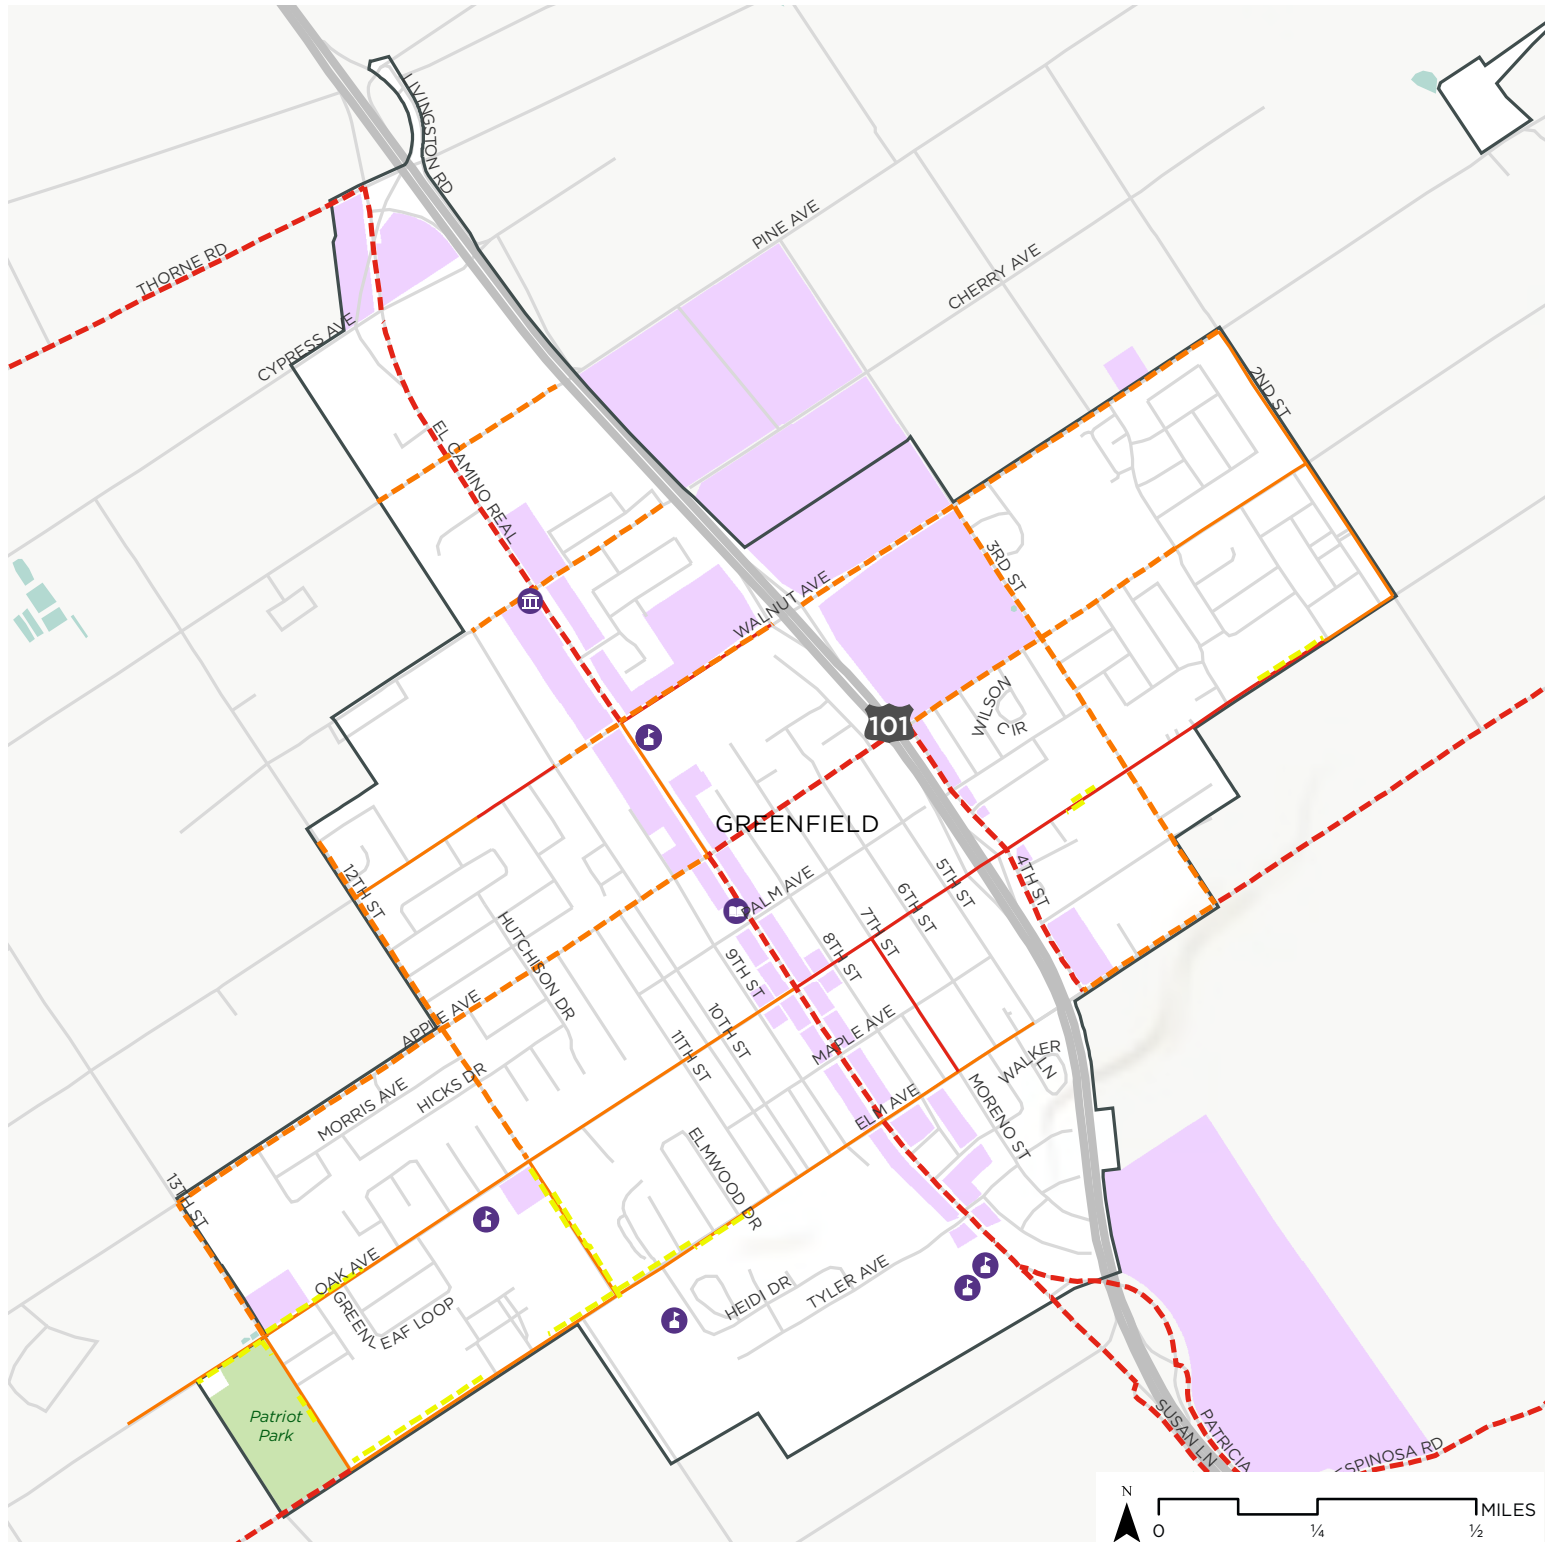 LIVINGSTON RD
THORNE RD
PINE AVE
CHERRY AVE
CYPRESS AVE
2ND ST
EL CAMINO REAL
3RD ST
WALNUT AVE
WILSON
CIR
101
GREENFIELD
12TH ST
PALM AVE
5TH ST
4TH ST
6TH ST
7TH ST
8TH ST
9TH ST
HUTCHISON DR
10TH ST
11TH ST
APPLE AVE
MAPLE AVE
WALKER
LN
MORRIS AVE
HICKS DR
ELM AVE
MORENO ST
ELMWOOD DR
13TH ST
OAK AVE
GREENL
EAF LOOP
HEIDI DR
TYLER AVE
Patriot
Park
SUSAN LN
PATRICIA
ESPINOSA RD
N
MILES
0
¼
½